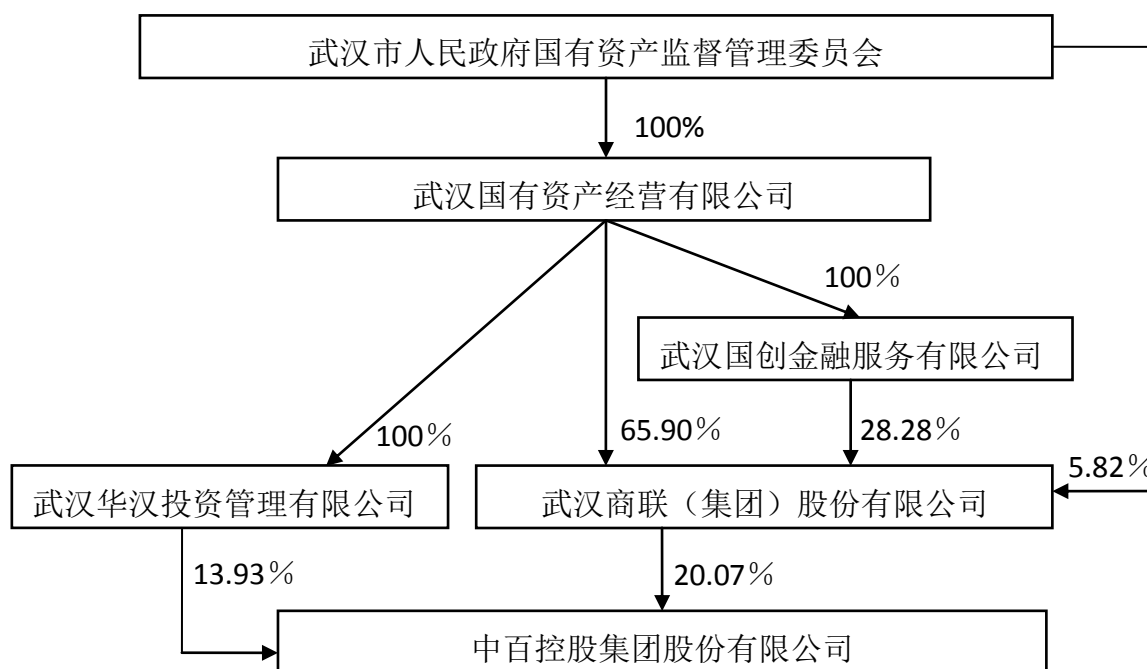 武汉市人民政府国有资产监督管理委员会
100%
武汉国有资产经营有限公司
100％
武汉国创金融服务有限公司
100％
65.90％
28.28％
5.82％
武汉华汉投资管理有限公司
武汉商联（集团）股份有限公司
13.93％
20.07％
中百控股集团股份有限公司